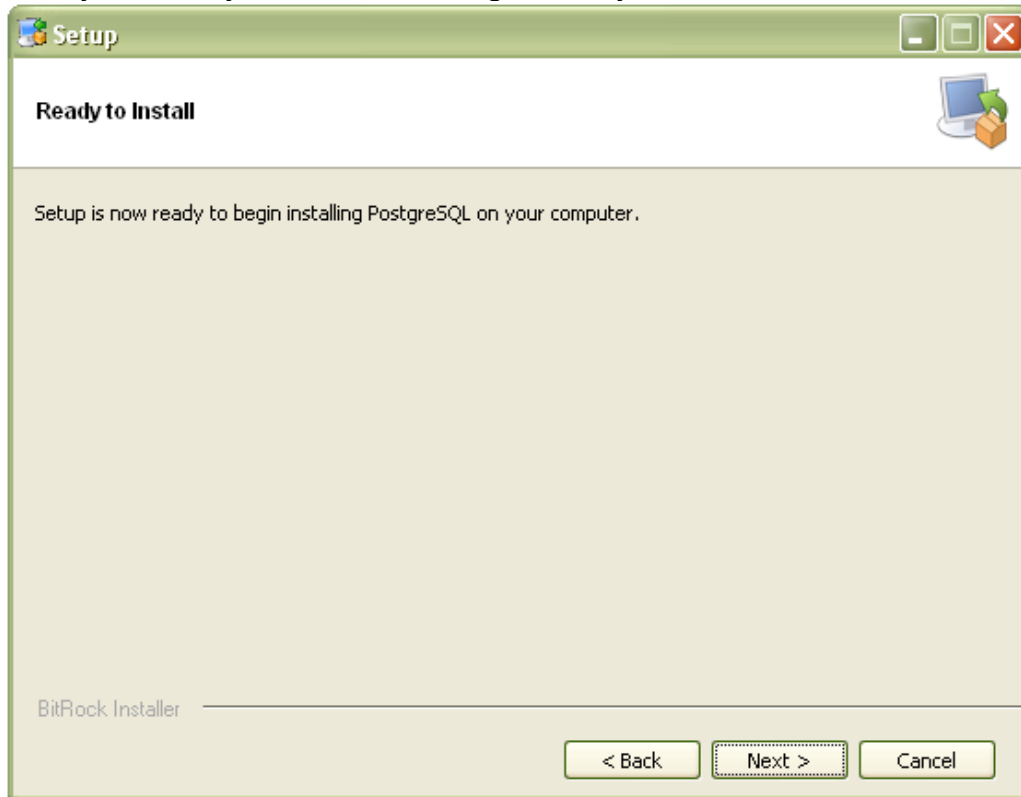 Setup
Ready to Install
Setup is now ready to begin installing PostgreSQL on your computer.
BitRock Installer
< Back
Next >
Cancel